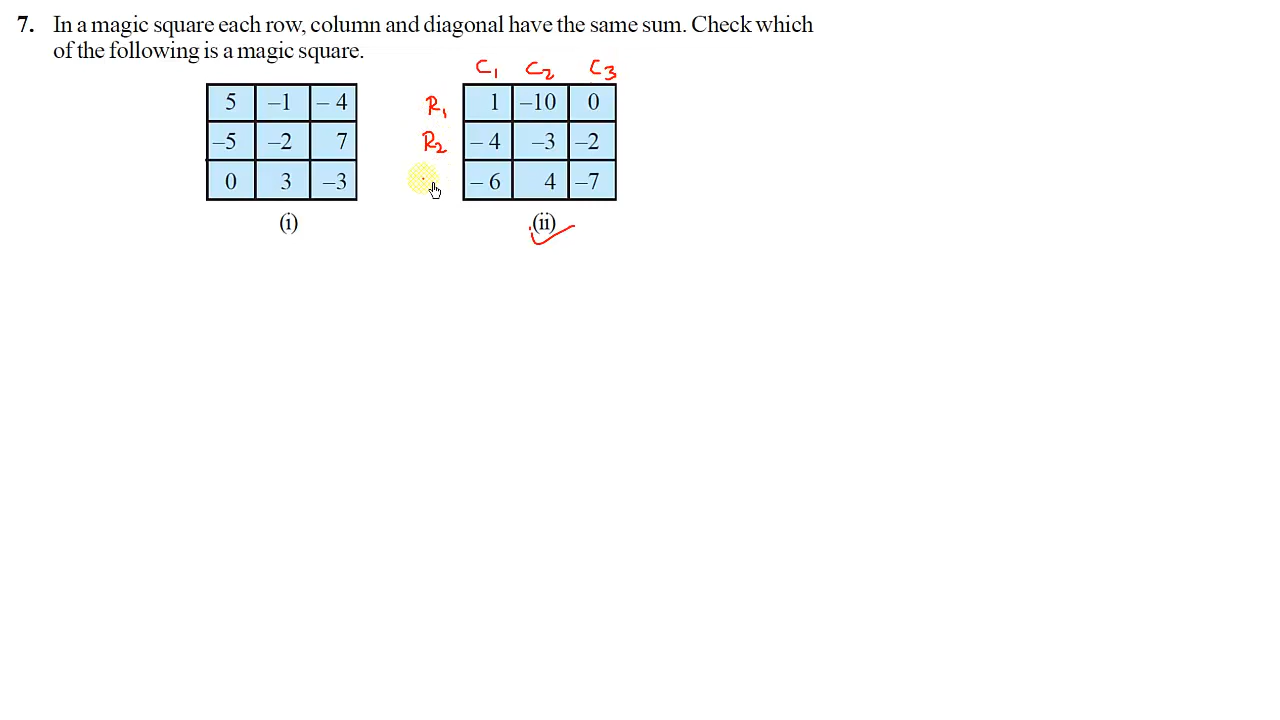 7. In a magic square each row, column and diagonal have the same sum. Check which
of the following is a magic square.
C1 C2 C3
5 –1 – 4 R1 1 –10 0
–5 –2 7 R2 – 4 –3 –2
0 3 –3 – 6 4 –7
(i) (ii)